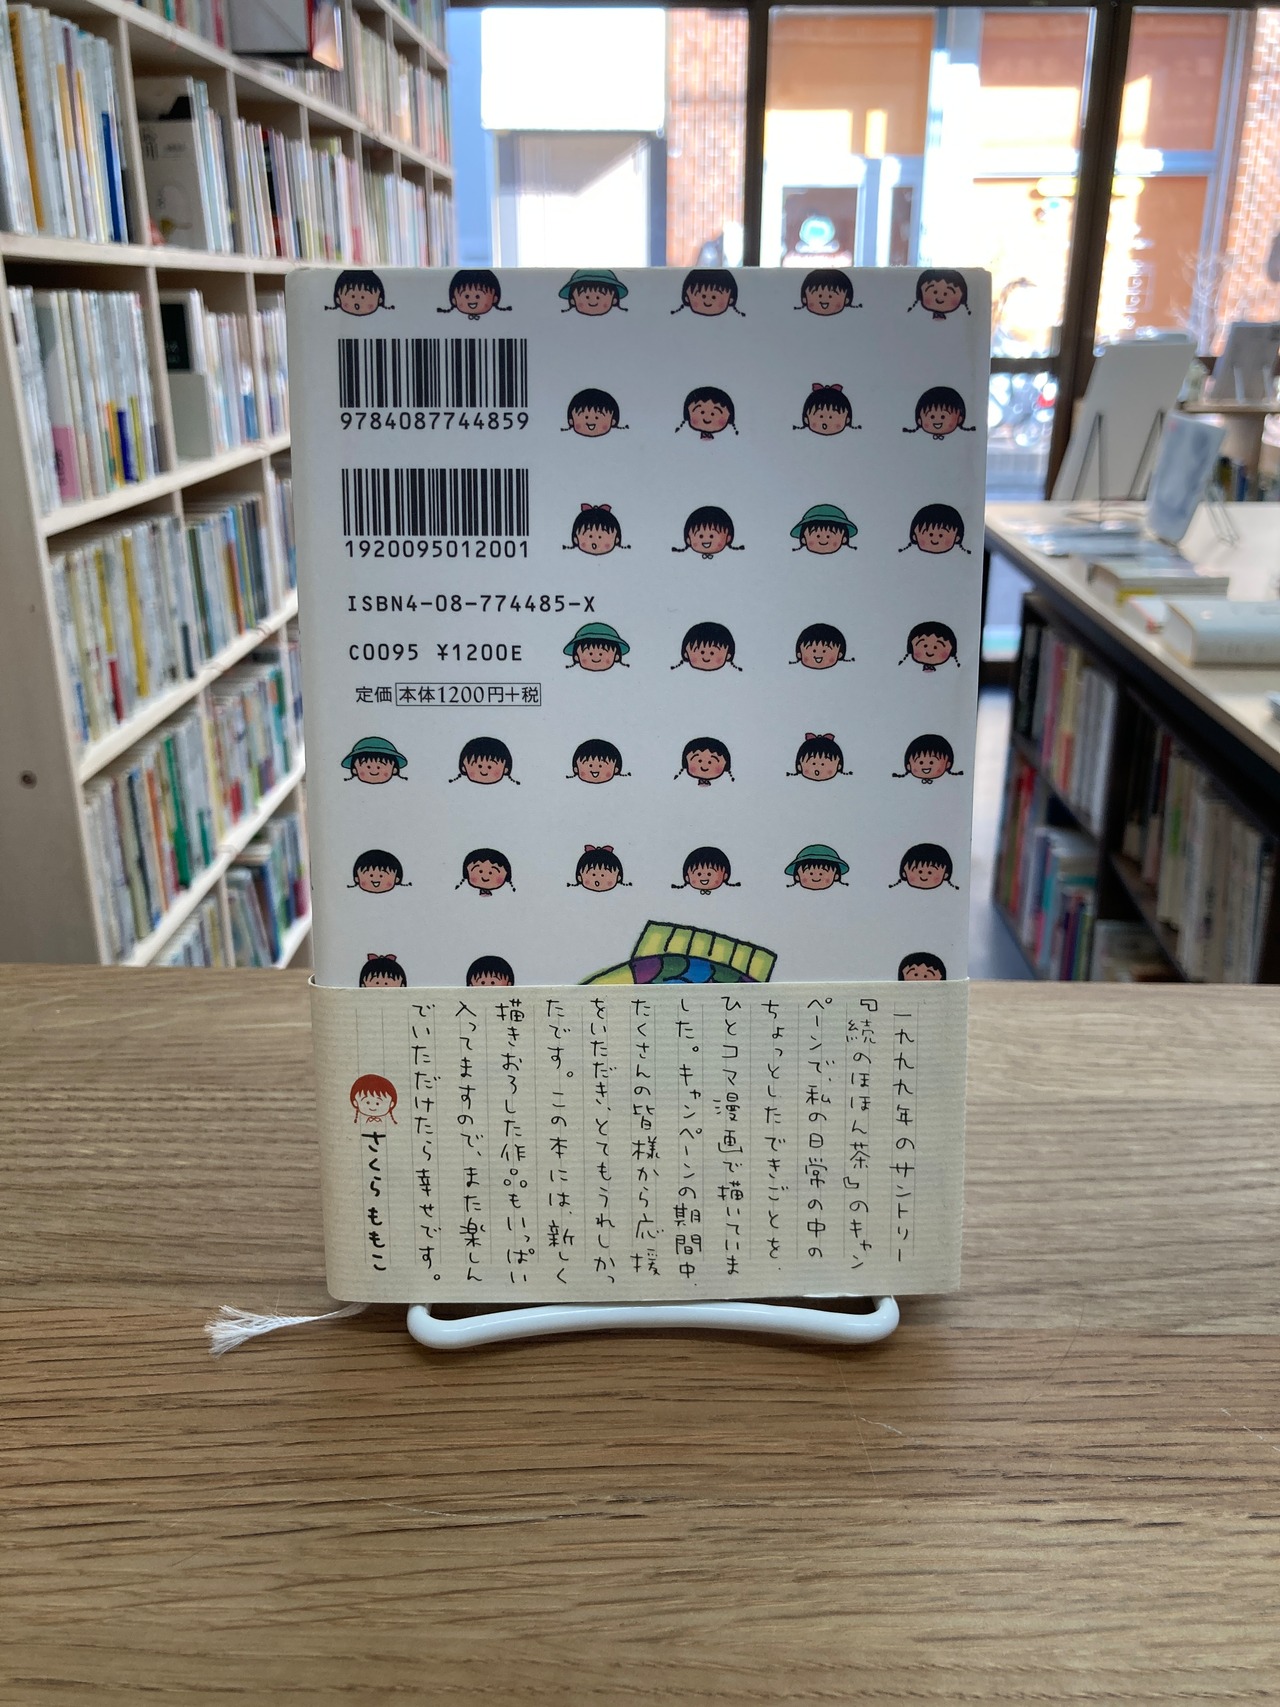 9784087744859
1920095012001
ISBN4-08-774485-X
C0095 ¥1200E
定価 本体1200円+税
一九九九年のサントリー
『続のほほん茶』のキャン
ペーンで、私の日常の中の
ちょっとしたできごとを、
ひとコマ漫画で描いていま
した。キャンペーンの期間中、
たくさんの皆様から応援
をいただき、とてもうれしかっ
たです。この本には、新しく
描きおろした作品もいっぱい
入ってますので、また楽しん
でいただけたら幸せです。
さくらももこ